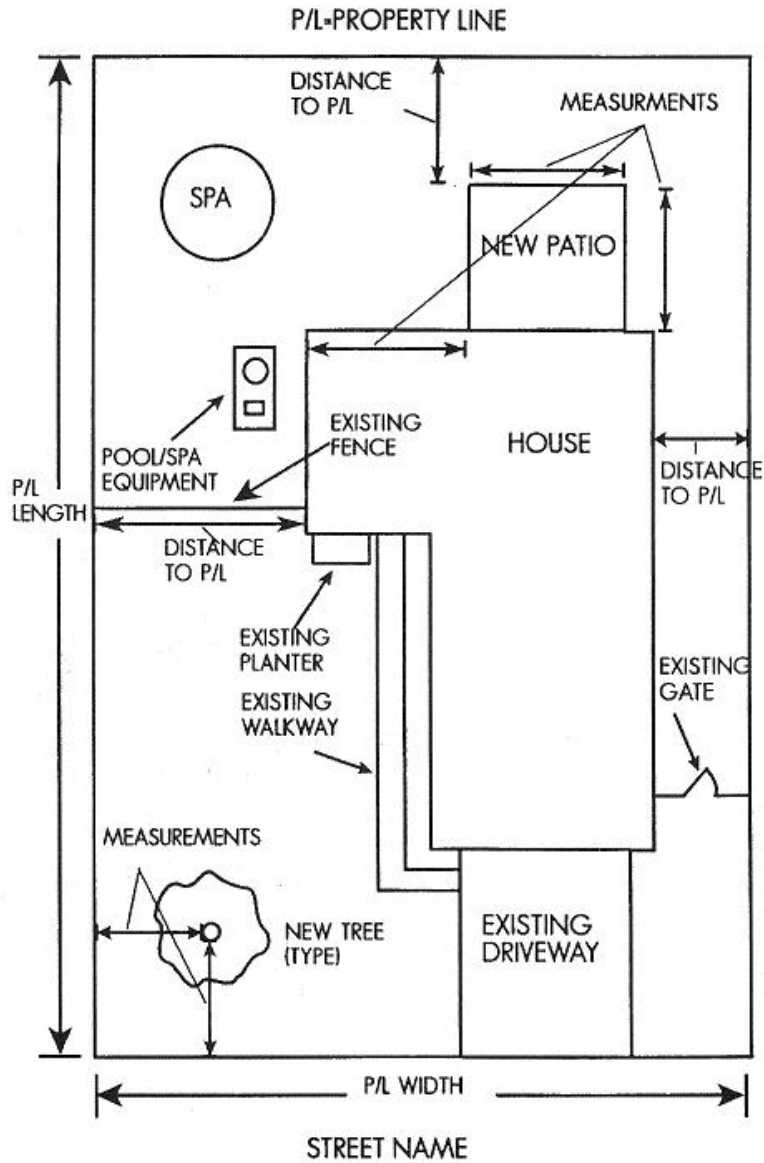 P/L=PROPERTY LINE
DISTANCE
TO P/L
MEASURMENTS
SPA
NEW PATIO
EXISTING
FENCE
HOUSE
POOL/SPA
EQUIPMENT
P/L
LENGTH
DISTANCE
TO P/L
DISTANCE
TO P/L
EXISTING
PLANTER
EXISTING
GATE
EXISTING
WALKWAY
MEASUREMENTS
NEW TREE
(TYPE)
EXISTING
DRIVEWAY
P/L WIDTH
STREET NAME